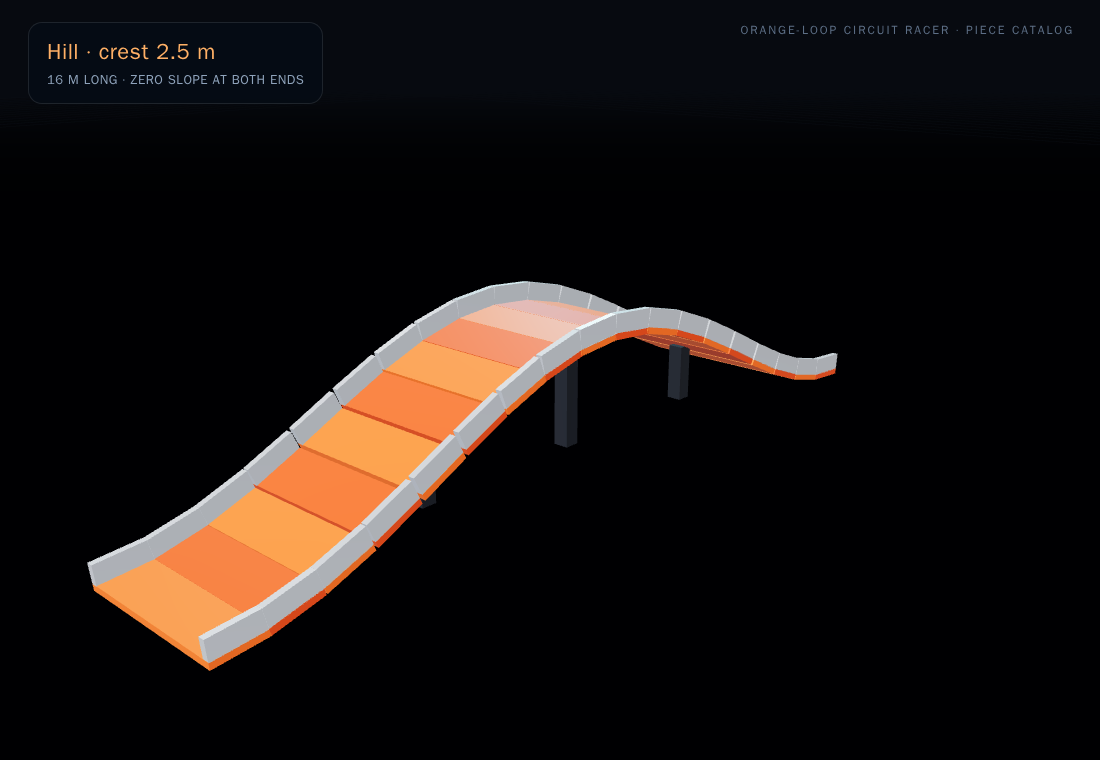 Hill · crest 2.5 m
16 M LONG · ZERO SLOPE AT BOTH ENDS
ORANGE-LOOP CIRCUIT RACER · PIECE CATALOG